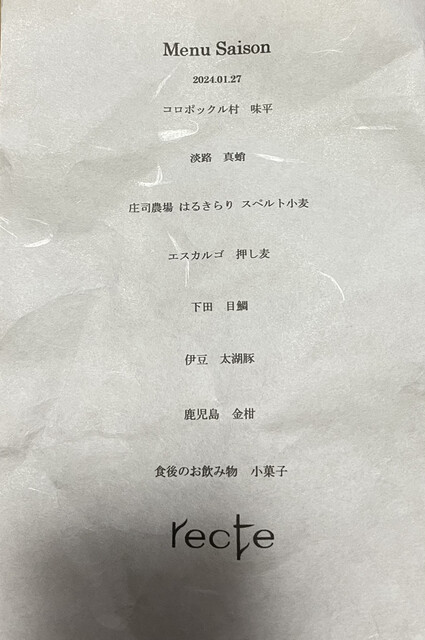 Menu Saison
2024.01.27
コロポックル村 味平
淡路 真蛸
庄司農場 はるきらり スペルト小麦
エスカルゴ 押し麦
下田 目鯛
伊豆 太湖豚
鹿児島 金柑
食後のお飲み物 小菓子
recte